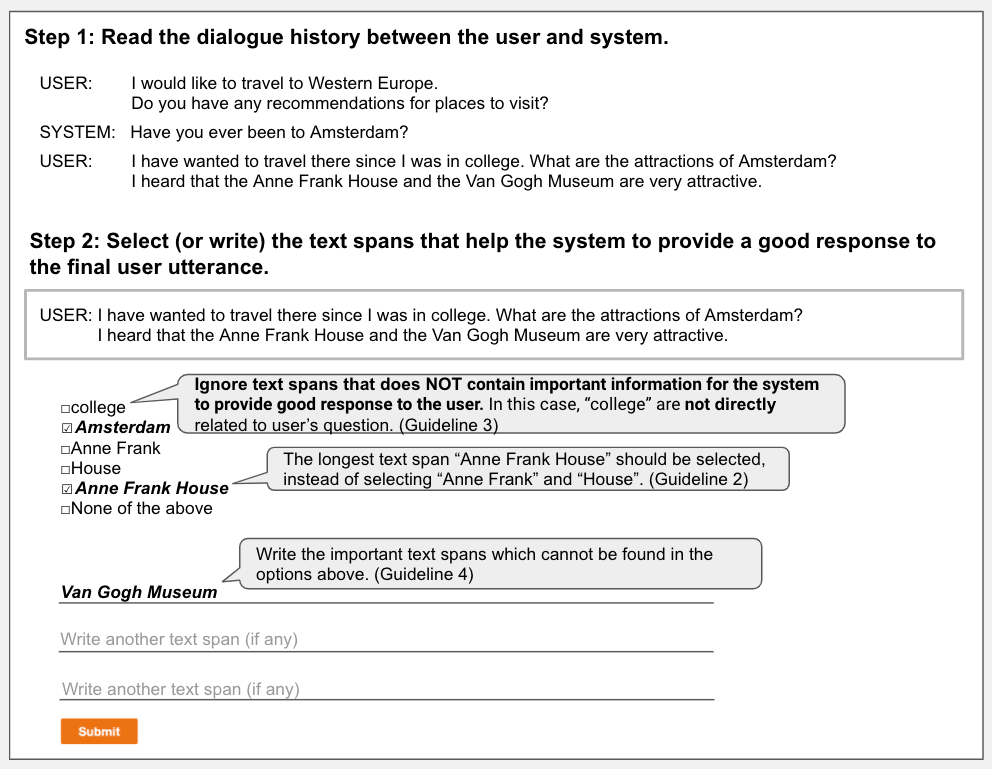 Step 1: Read the dialogue history between the user and system.
USER: I would like to travel to Western Europe.
Do you have any recommendations for places to visit?
SYSTEM: Have you ever been to Amsterdam?
USER: I have wanted to travel there since I was in college. What are the attractions of Amsterdam?
I heard that the Anne Frank House and the Van Gogh Museum are very attractive.
Step 2: Select (or write) the text spans that help the system to provide a good response to
the final user utterance.
USER: I have wanted to travel there since I was in college. What are the attractions of Amsterdam?
I heard that the Anne Frank House and the Van Gogh Museum are very attractive.
Ignore text spans that does NOT contain important information for the system
to provide good response to the user. In this case, “college” are not directly
related to user’s question. (Guideline 3)
□college
☑Amsterdam
□Anne Frank
□House
☑Anne Frank House
□None of the above
The longest text span “Anne Frank House” should be selected,
instead of selecting “Anne Frank” and “House”. (Guideline 2)
Write the important text spans which cannot be found in the
options above. (Guideline 4)
Van Gogh Museum
Write another text span (if any)
Write another text span (if any)
Submit